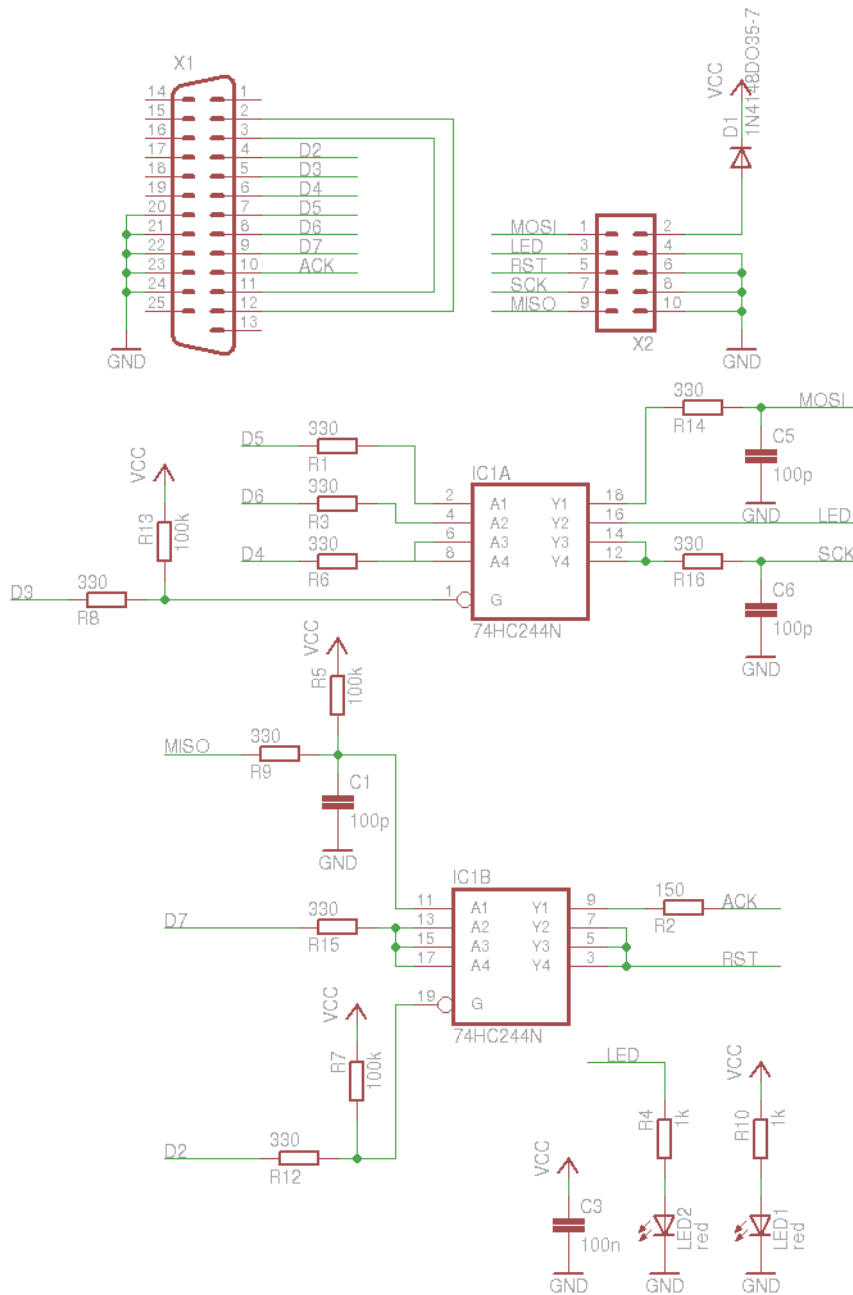 X1
14
15
16
17
18
19
20
21
22
23
24
25
1
2
3
4
5
6
7
8
9
10
11
12
13
D2
D3
D4
D5
D6
D7
ACK
GND
VCC
D1
1N4148DO35-7
MOSI
LED
RST
SCK
MISO
1
3
5
7
9
2
4
6
8
10
X2
GND
D5
330
R1
D6
330
R3
D4
330
R6
VCC
R13
100k
D3
330
R8
IC1A
2
4
6
8
1
A1
A2
A3
A4
G
Y1
Y2
Y3
Y4
18
16
14
12
74HC244N
330
R14
MOSI
C5
100p
GND
LED
330
R16
SCK
C6
100p
GND
VCC
R5
100k
MISO
330
R9
C1
100p
GND
IC1B
D7
330
R15
11
13
15
17
19
A1
A2
A3
A4
G
Y1
Y2
Y3
Y4
9
7
5
3
74HC244N
150
R2
ACK
RST
VCC
R7
100k
D2
330
R12
LED
R4
1k
LED2
red
GND
VCC
R10
1k
LED1
red
GND
VCC
C3
100n
GND